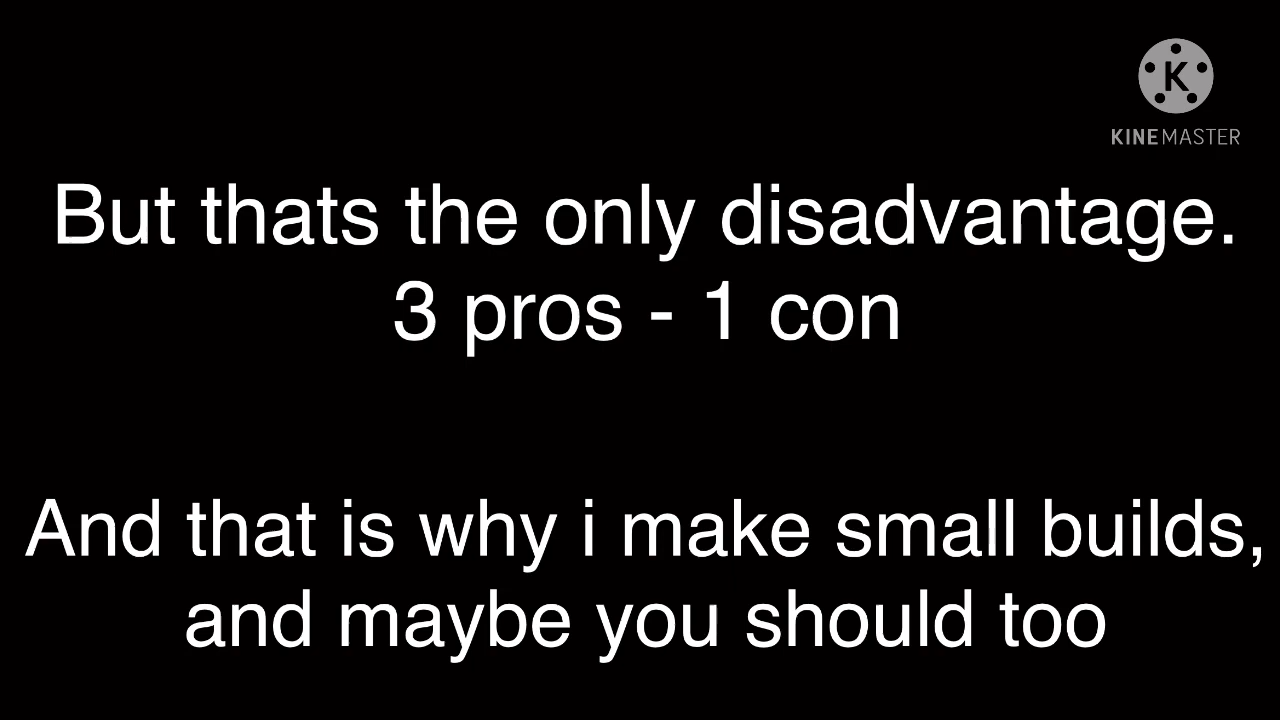 K
KINEMASTER
But thats the only disadvantage.
3 pros - 1 con
And that is why i make small builds,
and maybe you should too